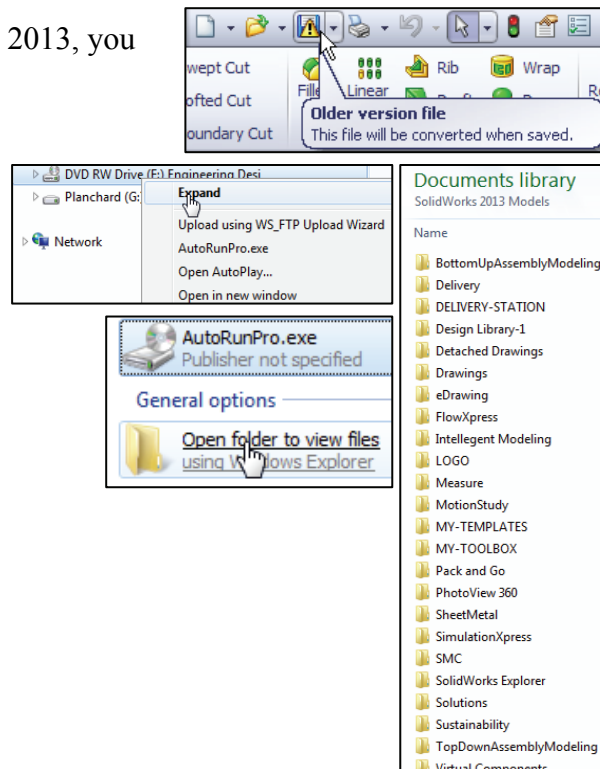 2013, you
wept Cut
Rib
Wrap
Linear
ofted Cut
oundary Cut
Older version file
This file will be converted when saved.
DVD RW Drive (F:) Engineering Desi
Planchard (G:
Network
Expand
Upload using WS_FTP Upload Wizard
AutoRunPro.exe
Open AutoPlay...
Open in new window
AutoRunPro.exe
Publisher not specified
General options
Open folder to view files
using Windows Explorer
Documents library
SolidWorks 2013 Models
Name
BottomUpAssemblyModeling
Delivery
DELIVERY-STATION
Design Library-1
Detached Drawings
Drawings
eDrawing
FlowXpress
Intellegent Modeling
LOGO
Measure
MotionStudy
MY-TEMPLATES
MY-TOOLBOX
Pack and Go
PhotoView 360
SheetMetal
SimulationXpress
SMC
SolidWorks Explorer
Solutions
Sustainability
TopDownAssemblyModeling
Virtual Components